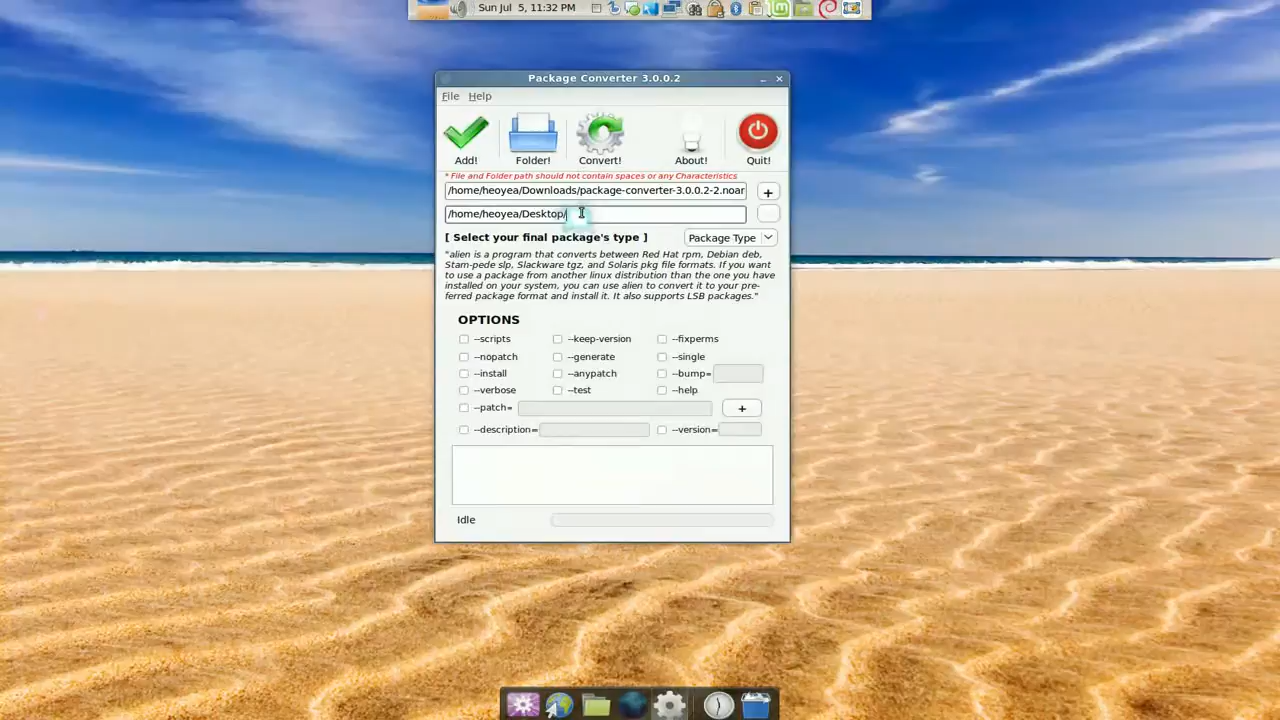 Sun Jul 5, 11:32 PM
Package Converter 3.0.0.2
File Help
Add! Folder! Convert! About! Quit!
* File and Folder path should not contain spaces or any Characteristics
/home/heoyea/Downloads/package-converter-3.0.0.2-2.noar
+
/home/heoyea/Desktop/
[ Select your final package's type ] Package Type
"alien is a program that converts between Red Hat rpm, Debian deb,
Stam-pede slp, Slackware tgz, and Solaris pkg file formats. If you want
to use a package from another linux distribution than the one you have
installed on your system, you can use alien to convert it to your pre-
ferred package format and install it. It also supports LSB packages."
OPTIONS
--scripts --keep-version --fixperms
--nopatch --generate --single
--install --anypatch --bump=
--verbose --test --help
--patch= +
--description= --version=
Idle